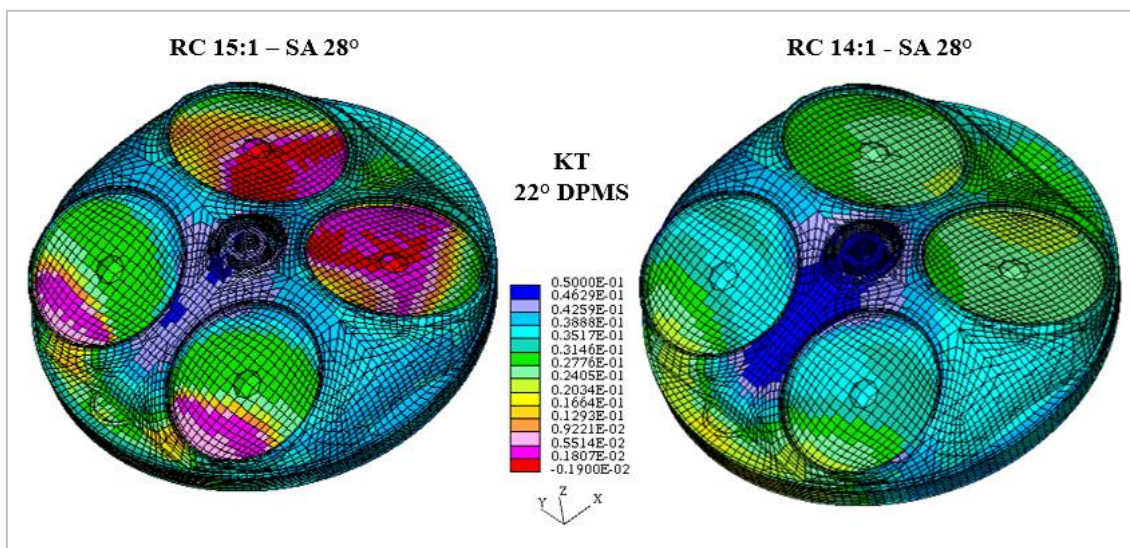 RC 15:1 – SA 28°
RC 14:1 - SA 28°
KT
22° DPMS
0.5000E-01
0.4629E-01
0.4259E-01
0.3888E-01
0.3517E-01
0.3146E-01
0.2776E-01
0.2405E-01
0.2034E-01
0.1664E-01
0.1293E-01
0.9221E-02
0.5514E-02
0.1807E-02
-0.1900E-02
Z
Y
X